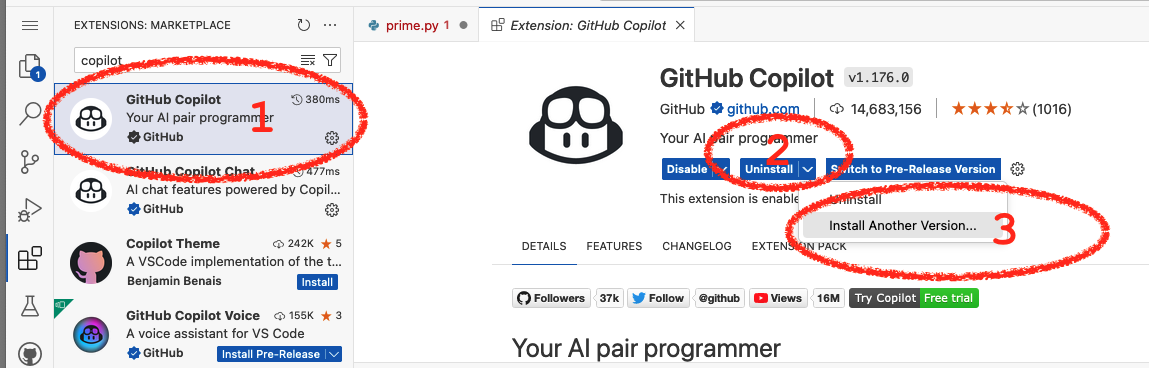 EXTENSIONS: MARKETPLACE
copilot
1
GitHub Copilot 380ms
Your AI pair programmer
GitHub
1
GitHub Copilot Chat 477ms
AI chat features powered by Copil...
GitHub
Copilot Theme 242K 5
A VSCode implementation of the t...
Benjamin Benais Install
GitHub Copilot Voice 155K 3
A voice assistant for VS Code
GitHub Install Pre-Release
prime.py 1
Extension: GitHub Copilot
GitHub Copilot v1.176.0
GitHub github.com 14,683,156 (1016)
Your AI pair programmer
2
Disable Uninstall Switch to Pre-Release Version
This extension is enable
Uninstall
Install Another Version...
3
DETAILS FEATURES CHANGELOG EXTENSION PACK
Followers 37k Follow @github Views 16M Try Copilot Free trial
Your AI pair programmer